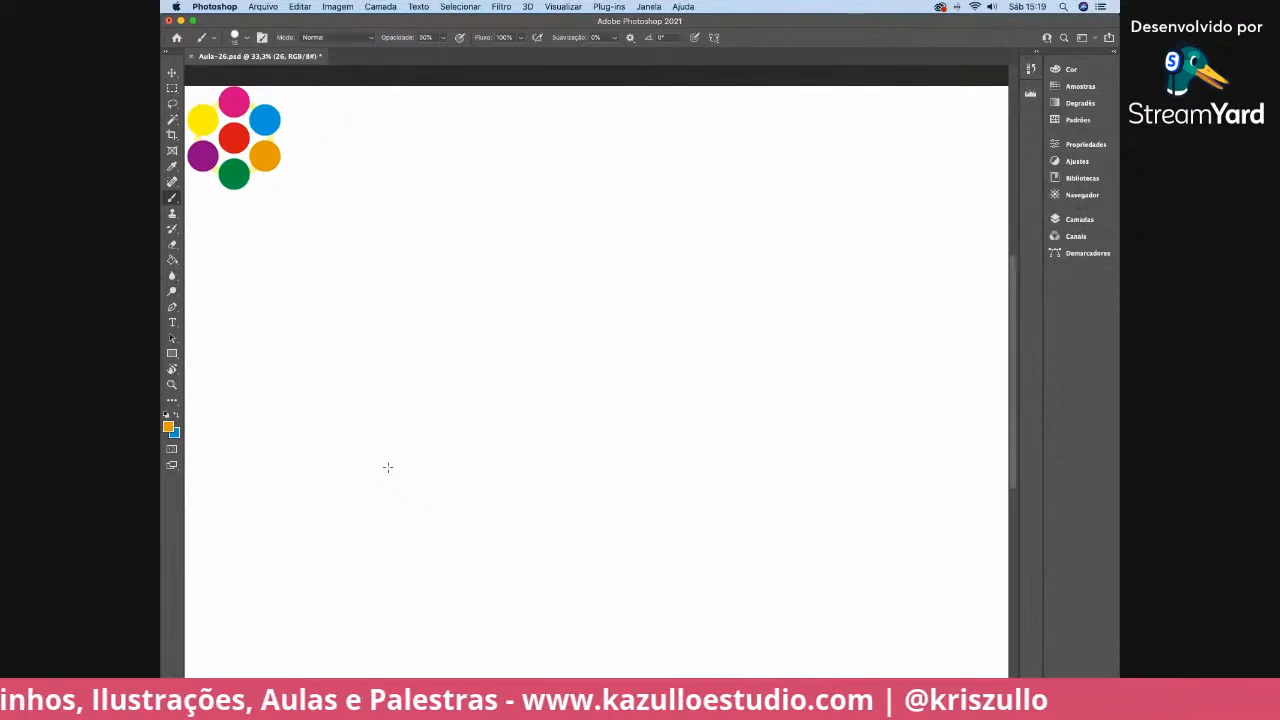 Photoshop Arquivo Editar Imagem Camada Texto Selecionar Filtro 3D Visualizar Plug-ins Janela Ajuda Sáb 15:19
Adobe Photoshop 2021
Modo: Normal Opacidade: 50% Fluxo: 100% Suavização: 0% 0°
Aula-26.psd @ 33,3% (26, RGB/8#) *
15
Cor
Amostras
Degradês
Padrões
Propriedades
Ajustes
Bibliotecas
Navegador
Camadas
Canais
Demarcadores
Desenvolvido por
S
StreamYard
inhos, Ilustrações, Aulas e Palestras - www.kazulloestudio.com | @kriszullo